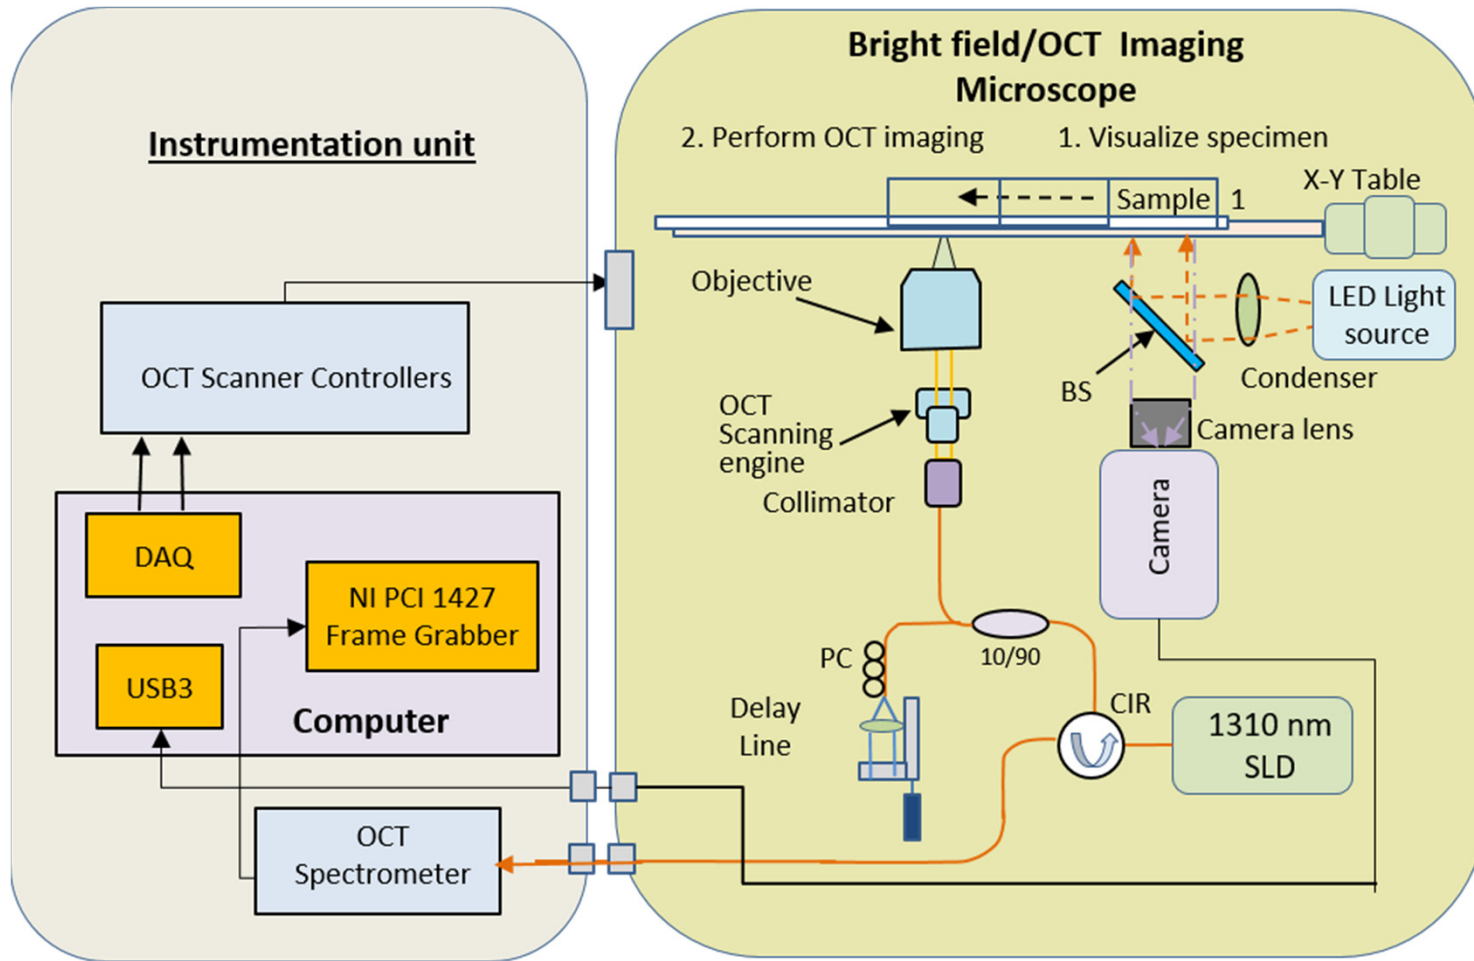 Instrumentation unit
OCT Scanner Controllers
DAQ
NI PCI 1427
Frame Grabber
USB3
Computer
OCT
Spectrometer
Bright field/OCT Imaging
Microscope
2. Perform OCT imaging
1. Visualize specimen
X-Y Table
Sample
1
Objective
LED Light
source
BS
Condenser
OCT
Scanning
engine
Camera lens
Collimator
Camera
PC
10/90
Delay
Line
CIR
1310 nm
SLD